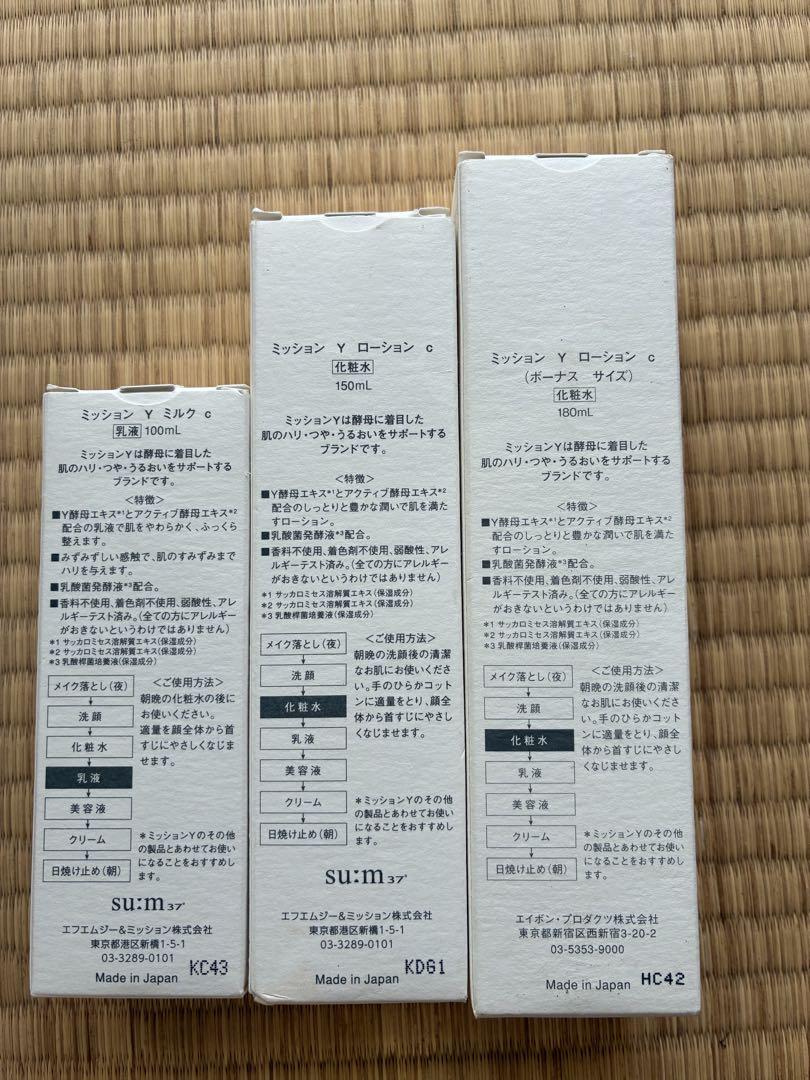 ミッション Y ミルク c
乳液 100mL
ミッションYは酵母に着目した
肌のハリ・つや・うるおいをサポートする
ブランドです。
<特徴>
■Y酵母エキス*1とアクティブ酵母エキス*2
配合の乳液で肌をやわらかく、ふっくら
整えます。
■みずみずしい感触で、肌のすみずみまで
ハリを与えます。
■乳酸菌発酵液*3配合。
■香料不使用、着色剤不使用、弱酸性、アレ
ルギーテスト済み。(全ての方にアレルギー
がおきないというわけではありません)
*1 サッカロミセス溶解質エキス(保湿成分)
*2 サッカロミセス溶解質エキス(保湿成分)
*3 乳酸桿菌培養液(保湿成分)
メイク落とし(夜)
洗顔
化粧水
乳液
美容液
クリーム
日焼け止め(朝)
<ご使用方法>
朝晩の化粧水の後に
お使いください。
適量を顔全体から首
すじにやさしくなじま
せます。
*ミッションYのその他
の製品とあわせてお使い
になることをおすすめし
ます。
su:m37°
エフエムジー&ミッション株式会社
東京都港区新橋1-5-1
03-3289-0101
Made in Japan
KC43
ミッション Y ローション c
化粧水
150mL
ミッションYは酵母に着目した
肌のハリ・つや・うるおいをサポートする
ブランドです。
<特徴>
■Y酵母エキス*1とアクティブ酵母エキス*2
配合のしっとりと豊かな潤いで肌を満た
すローション。
■乳酸菌発酵液*3配合。
■香料不使用、着色剤不使用、弱酸性、アレ
ルギーテスト済み。(全ての方にアレルギー
がおきないというわけではありません)
*1 サッカロミセス溶解質エキス(保湿成分)
*2 サッカロミセス溶解質エキス(保湿成分)
*3 乳酸桿菌培養液(保湿成分)
メイク落とし(夜)
洗顔
化粧水
乳液
美容液
クリーム
日焼け止め(朝)
<ご使用方法>
朝晩の洗顔後の清潔
なお肌にお使いくださ
い。手のひらかコット
ンに適量をとり、顔全
体から首すじにやさし
くなじませます。
*ミッションYのその他
の製品とあわせてお使い
になることをおすすめし
ます。
su:m37°
エフエムジー&ミッション株式会社
東京都港区新橋1-5-1
03-3289-0101
Made in Japan
KD61
ミッション Y ローション c
(ボーナス サイズ)
化粧水
180mL
ミッションYは酵母に着目した
肌のハリ・つや・うるおいをサポートする
ブランドです。
<特徴>
■Y酵母エキス*1とアクティブ酵母エキス*2
配合のしっとりと豊かな潤いで肌を満た
すローション。
■乳酸菌発酵液*3配合。
■香料不使用、着色剤不使用、弱酸性、アレ
ルギーテスト済み。(全ての方にアレルギー
がおきないというわけではありません)
*1 サッカロミセス溶解質エキス(保湿成分)
*2 サッカロミセス溶解質エキス(保湿成分)
*3 乳酸桿菌培養液(保湿成分)
メイク落とし(夜)
洗顔
化粧水
乳液
美容液
クリーム
日焼け止め(朝)
<ご使用方法>
朝晩の洗顔後の清潔
なお肌にお使いくださ
い。手のひらかコット
ンに適量をとり、顔全
体から首すじにやさし
くなじませます。
*ミッションYのその他
の製品とあわせてお使い
になることをおすすめし
ます。
エイボン・プロダクツ株式会社
東京都新宿区西新宿3-20-2
03-5353-9000
Made in Japan
HC42